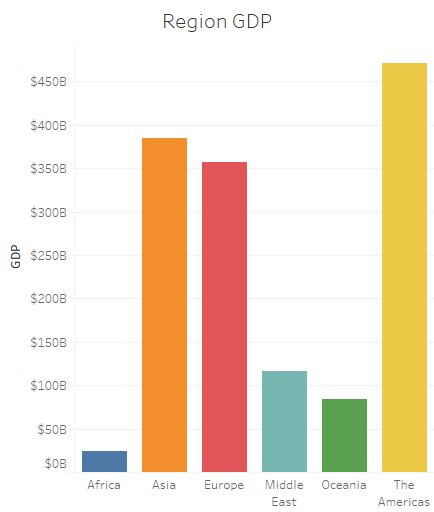 Region GDP
$450B
$400B
$350B
$300B
$250B
$200B
$150B
$100B
$50B
$0B
GDP
Africa
Asia
Europe
Middle
East
Oceania
The
Americas